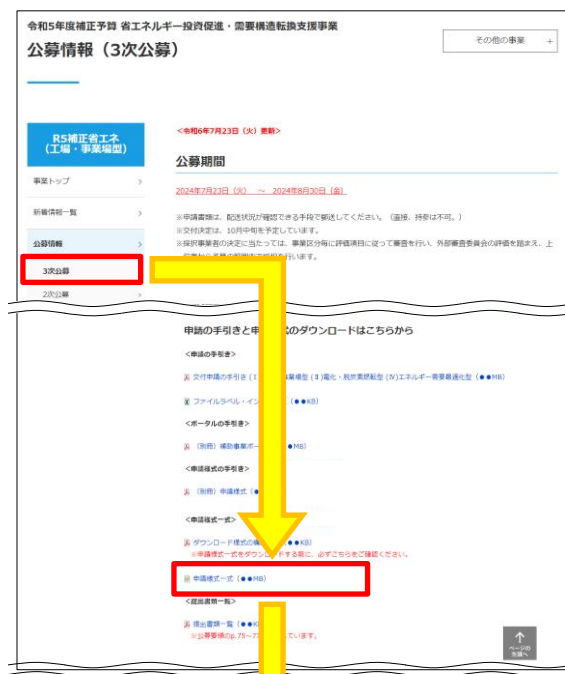 令和5年度補正予算 省エネルギー投資促進・需要構造転換支援事業
公募情報（3次公募）
その他の事業 +
R5補正省エネ
（工場・事業場型）
事業トップ
新着情報一覧
公募情報
3次公募
2次公募
＜令和6年7月23日（火）更新＞
公募期間
2024年7月23日（火） ～ 2024年8月30日（金）
※申請書類は、配送状況が確認できる手段で郵送してください。（直接、持参は不可。）
※交付決定は、10月中旬を予定しています。
※採択事業者の決定に当たっては、事業区分毎に評価項目に従って審査を行い、外部審査委員会の評価を踏まえ、上
申請の手引きと申 式のダウンロードはこちらから
＜申請の手引き＞
交付申請の手引き（Ⅰ 業場型（Ⅱ）電化・脱炭素燃転型（Ⅳ）エネルギー需要最適化型（●●MB）
ファイルラベル・イン （●●KB）
＜ポータルの手引き＞
（別冊）補助事業ポー ●MB）
＜申請様式の手引き＞
（別冊）申請様式（●
＜申請様式一式＞
ダウンロード様式の構 （●●KB）
※申請様式一式をダウン ードする前に、必ずこちらをご確認ください。
申請様式一式（●●MB）
＜提出書類一覧＞
提出書類一覧（●●K
※公募要領のp.75～7 しています。
ページの
先頭へ